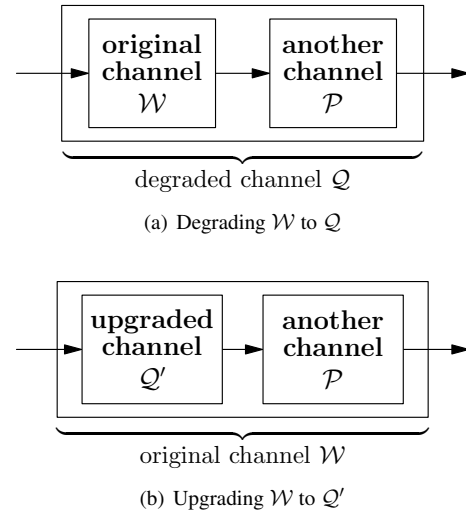 original another
channel channel
𝒲 𝒫
degraded channel 𝒬
(a) Degrading 𝒲 to 𝒬
upgraded another
channel channel
𝒬′ 𝒫
original channel 𝒲
(b) Upgrading 𝒲 to 𝒬′